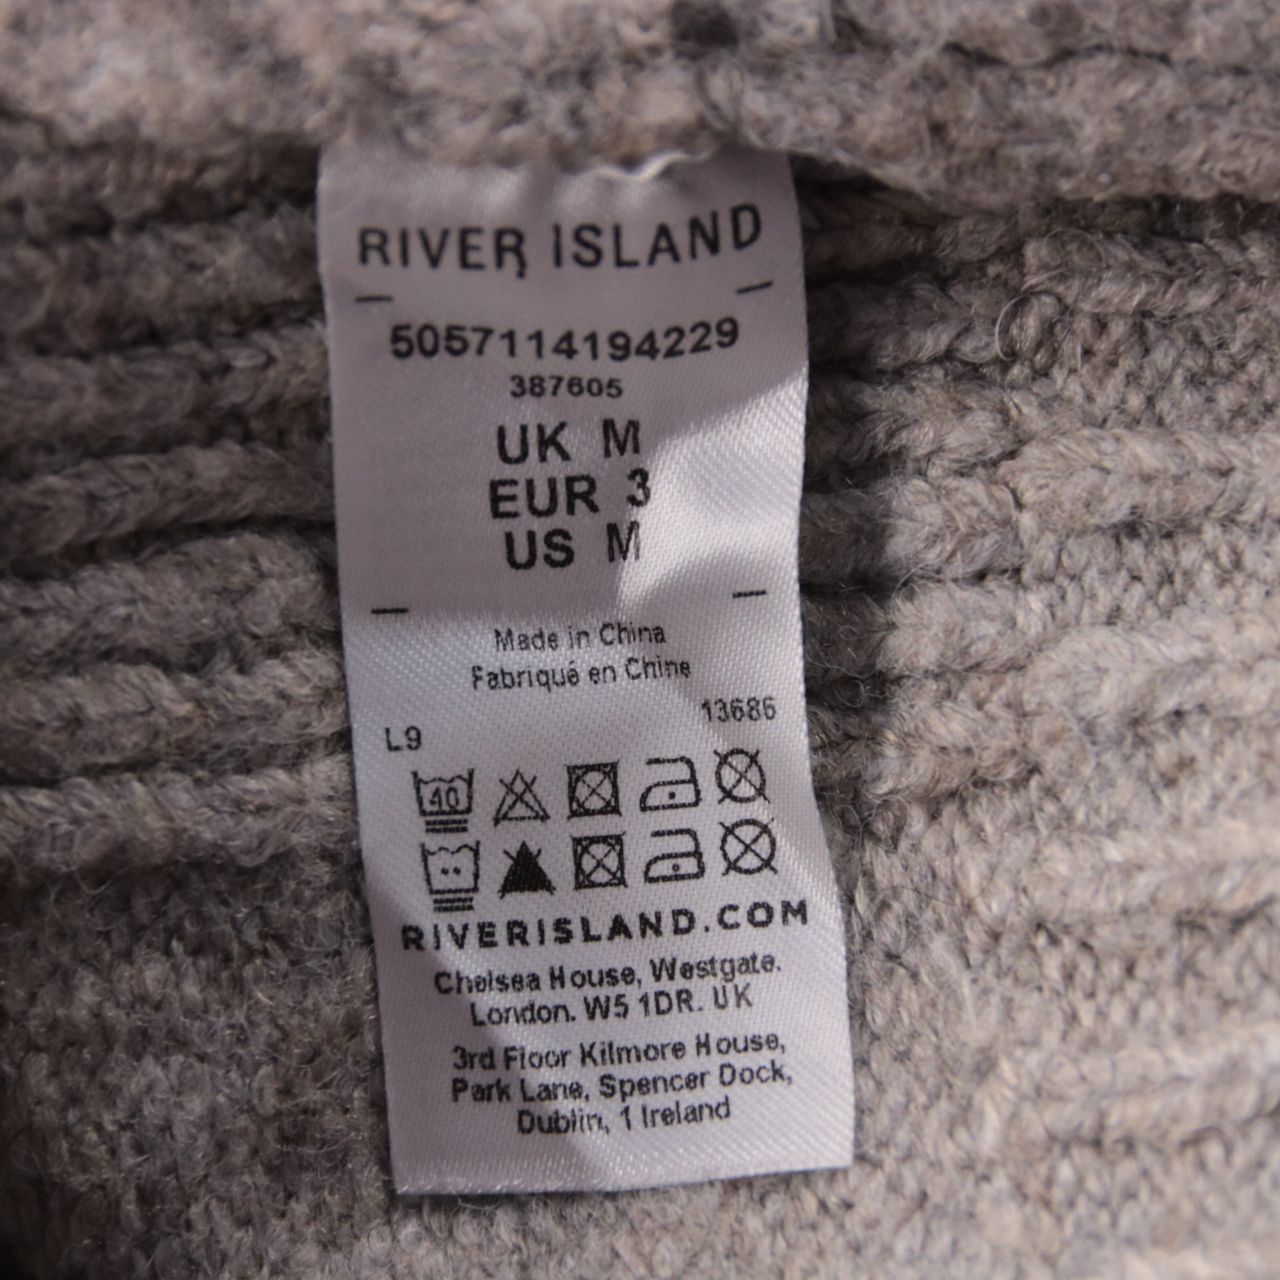 RIVER ISLAND
5057114194229
387605
UK M
EUR 3
US M
Made in China
Fabriqué en Chine
13686
L9
40
RIVERISLAND.COM
Chelsea House, Westgate.
London. W5 1DR. UK
3rd Floor Kilmore House,
Park Lane, Spencer Dock,
Dublin, 1 Ireland